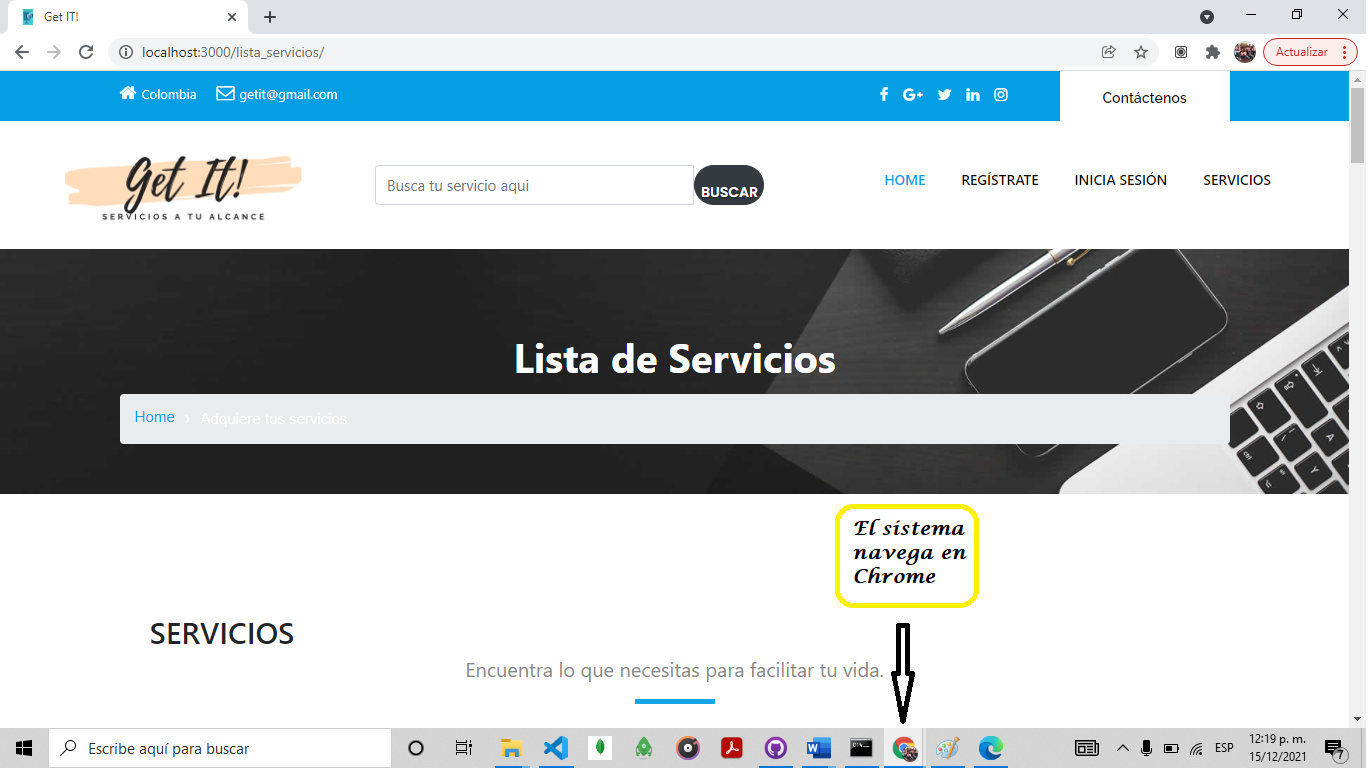 Get IT!
localhost:3000/lista_servicios/
Actualizar
Colombia getit@gmail.com
Contáctenos
Get It!
SERVICIOS A TU ALCANCE
Busca tu servicio aqui
BUSCAR
HOME REGÍSTRATE INICIA SESIÓN SERVICIOS
Lista de Servicios
Home › Adquiere tus servicios
El sistema
navega en
Chrome
SERVICIOS
Encuentra lo que necesitas para facilitar tu vida.
Escribe aquí para buscar
ESP
12:19 p. m.
15/12/2021
7